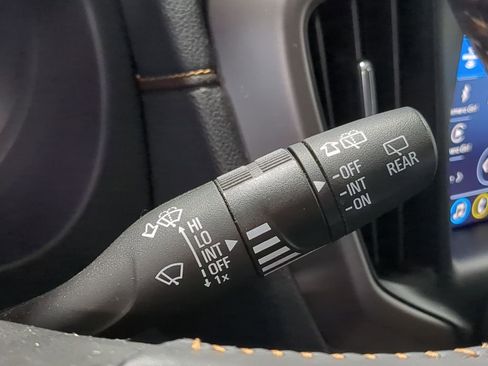 HI
LO
INT
OFF
1x
-OFF
-INT
-ON
REAR